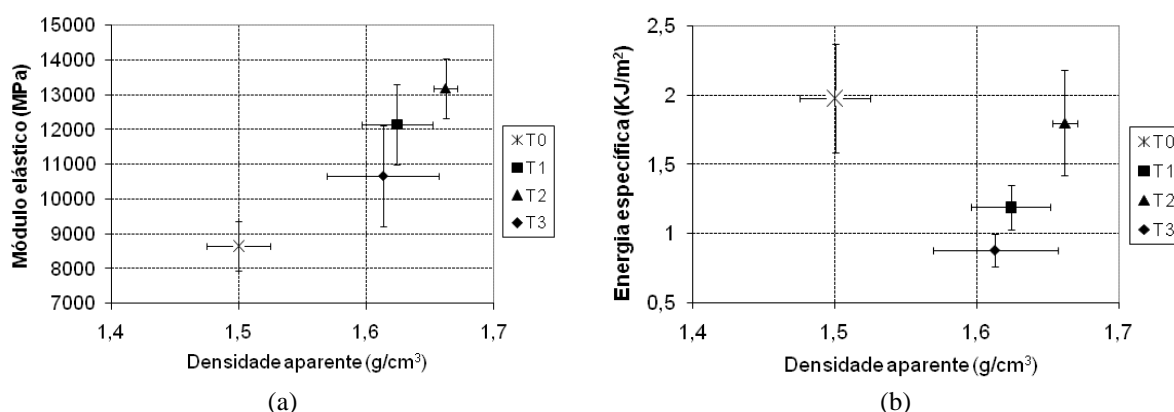 Módulo elástico (MPa)
15000
14000
13000
12000
11000
10000
9000
8000
7000
1,4
1,5
1,6
1,7
Densidade aparente (g/cm³)
T0
T1
T2
T3
(a)
Energia específica (KJ/m²)
2,5
2
1,5
1
0,5
1,4
1,5
1,6
1,7
Densidade aparente (g/cm³)
T0
T1
T2
T3
(b)